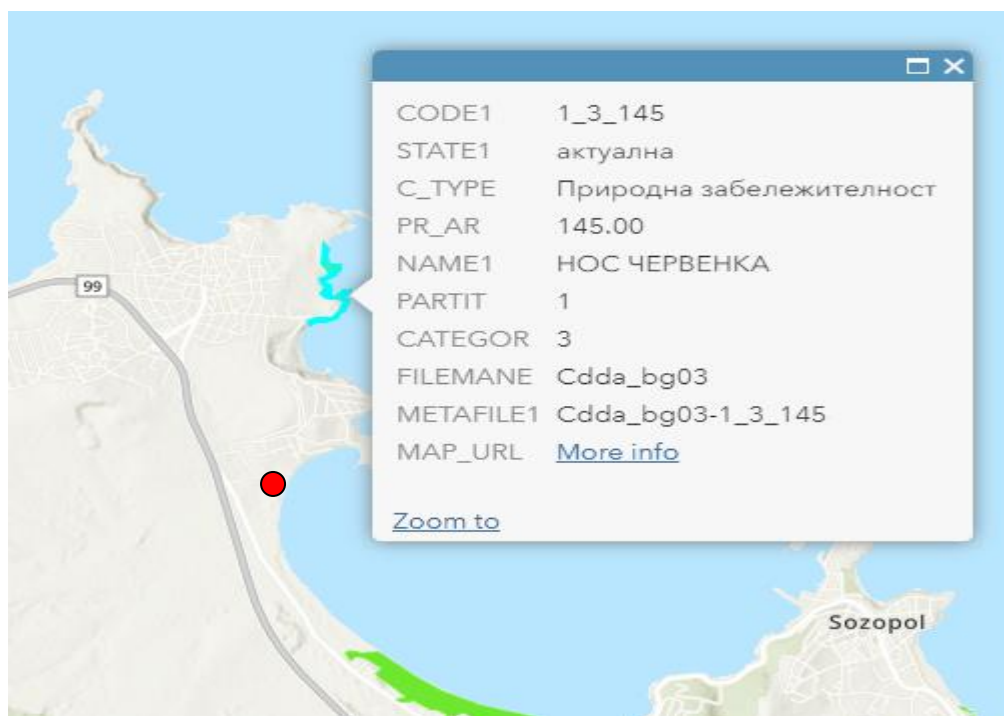 CODE1 1_3_145
STATE1 актуална
C_TYPE Природна забележителност
PR_AR 145.00
NAME1 НОС ЧЕРВЕНКА
99
PARTIT 1
CATEGOR 3
FILEMANE Cdda_bg03
METAFILE1 Cdda_bg03-1_3_145
MAP_URL More info
Zoom to
Sozopol